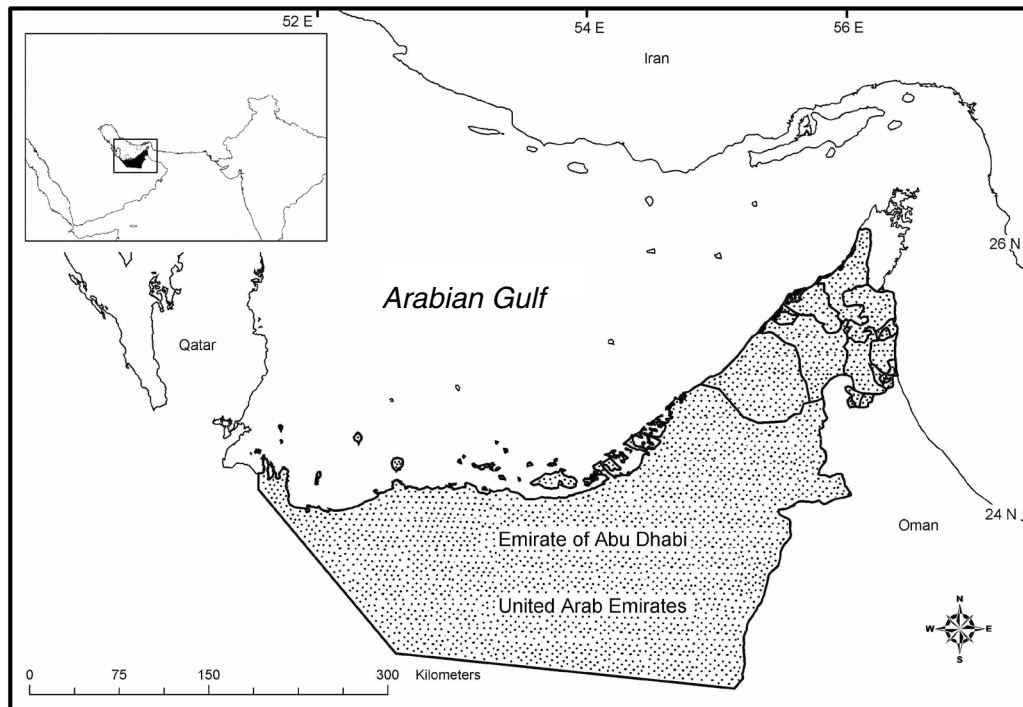 52 E
54 E
56 E
Iran
26 N
Arabian Gulf
Qatar
24 N
Oman
Emirate of Abu Dhabi
United Arab Emirates
N
W E
S
0 75 150 300 Kilometers